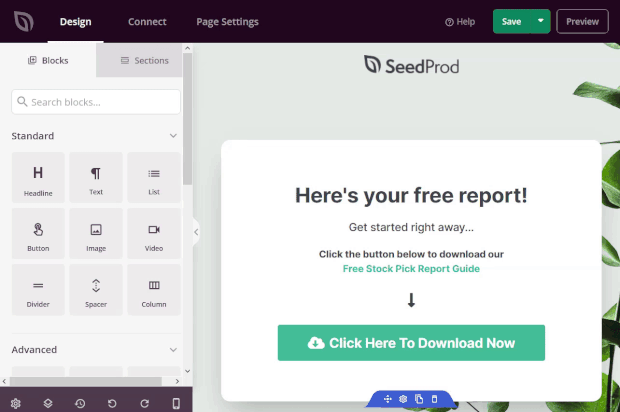 Design
Connect
Page Settings
Help
Save
Preview
Blocks
Sections
Search blocks...
Standard
Headline
Text
List
Button
Image
Video
Divider
Spacer
Column
Advanced
SeedProd
Here's your free report!
Get started right away...
Click the button below to download our
Free Stock Pick Report Guide
Click Here To Download Now